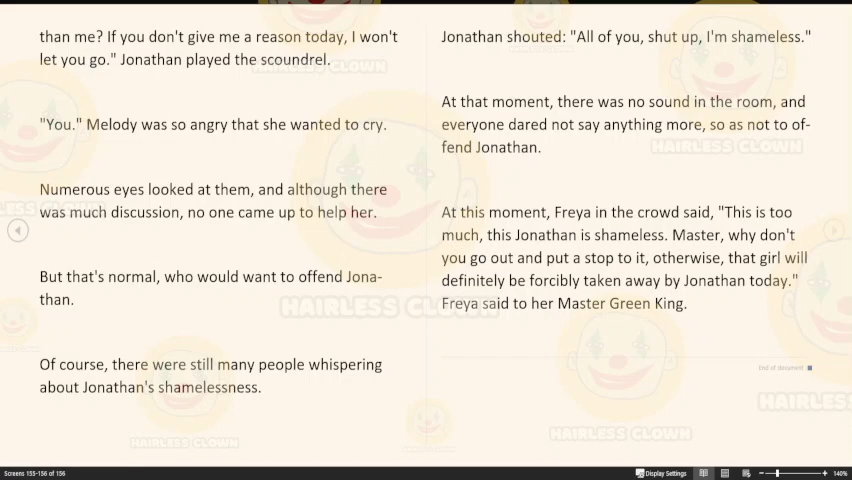 than me? If you don't give me a reason today, I won't
let you go." Jonathan played the scoundrel.
"You." Melody was so angry that she wanted to cry.
Numerous eyes looked at them, and although there
was much discussion, no one came up to help her.
But that's normal, who would want to offend Jona-
than.
Of course, there were still many people whispering
about Jonathan's shamelessness.
Jonathan shouted: "All of you, shut up, I'm shameless."
At that moment, there was no sound in the room, and
everyone dared not say anything more, so as not to of-
fend Jonathan.
At this moment, Freya in the crowd said, "This is too
much, this Jonathan is shameless. Master, why don't
you go out and put a stop to it, otherwise, that girl will
definitely be forcibly taken away by Jonathan today."
Freya said to her Master Green King.
End of document
HAIRLESS CLOWN
HAIRLESS CLOWN
HAIRLESS CLOWN
HAIRLESS CLOWN
HAIRLESS CLOWN
HAIRLESS
Screens 155-156 of 156
Display Settings
140%